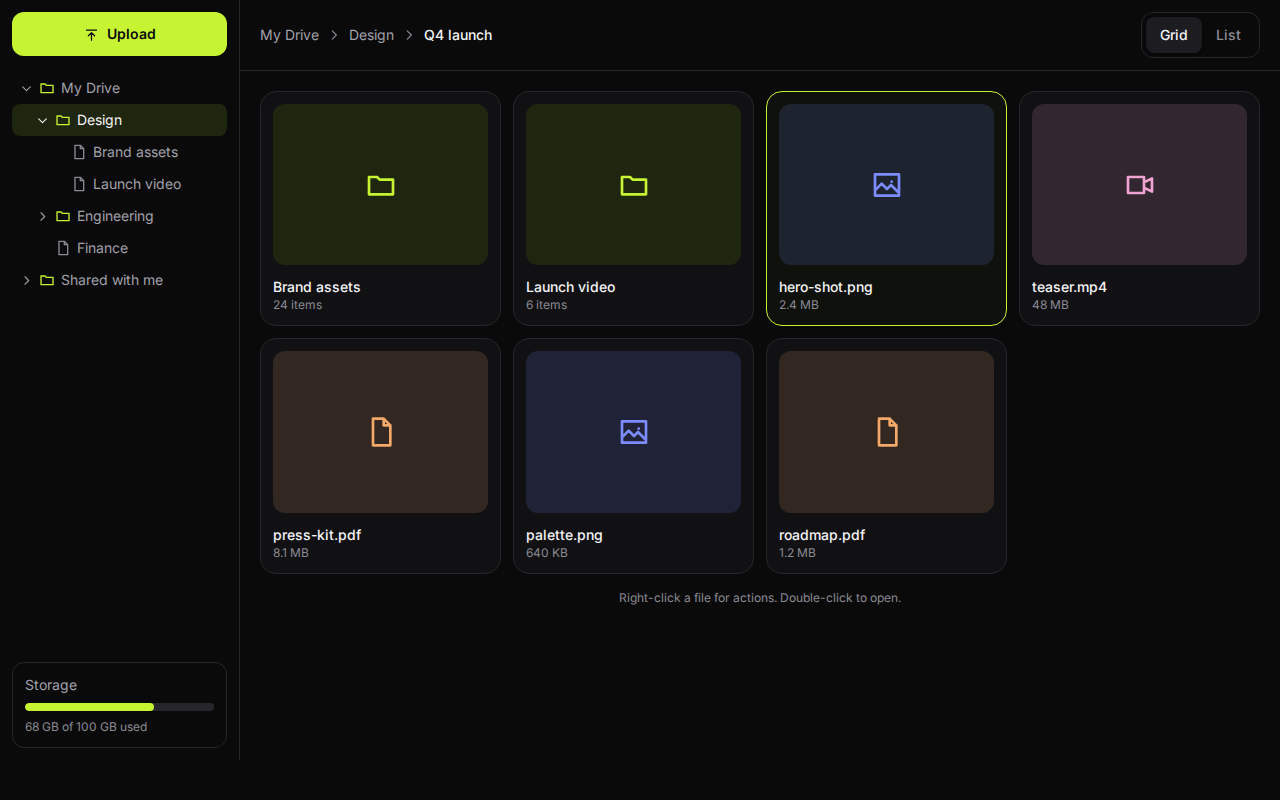 Upload
My Drive
Design
Brand assets
Launch video
Engineering
Finance
Shared with me
Storage
68 GB of 100 GB used
My Drive > Design > Q4 launch
Grid
List
Brand assets
24 items
Launch video
6 items
hero-shot.png
2.4 MB
teaser.mp4
48 MB
press-kit.pdf
8.1 MB
palette.png
640 KB
roadmap.pdf
1.2 MB
Right-click a file for actions. Double-click to open.